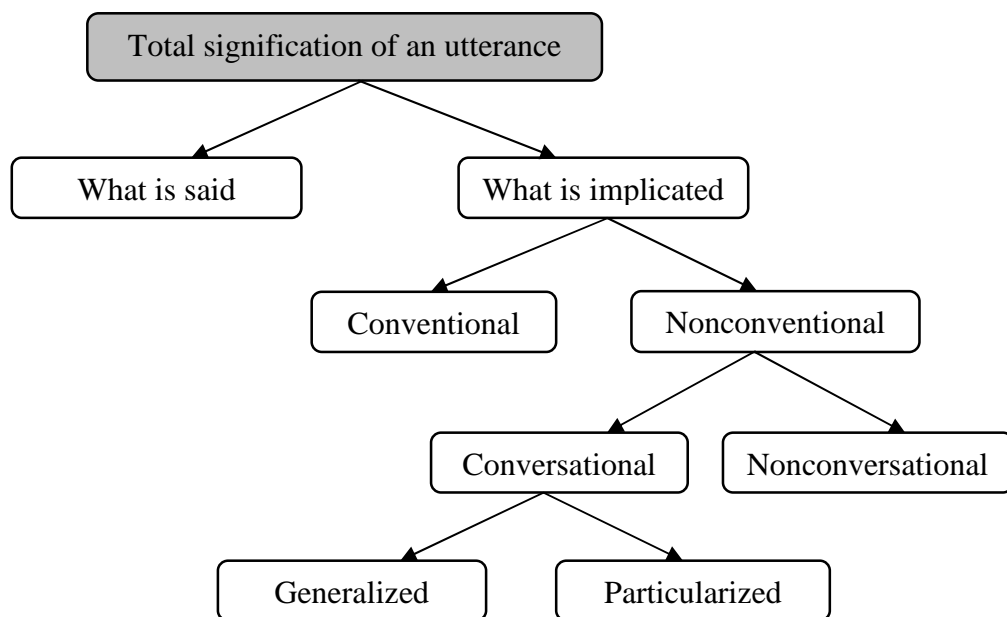 Total signification of an utterance
What is said
What is implicated
Conventional
Nonconventional
Conversational
Nonconversational
Generalized
Particularized